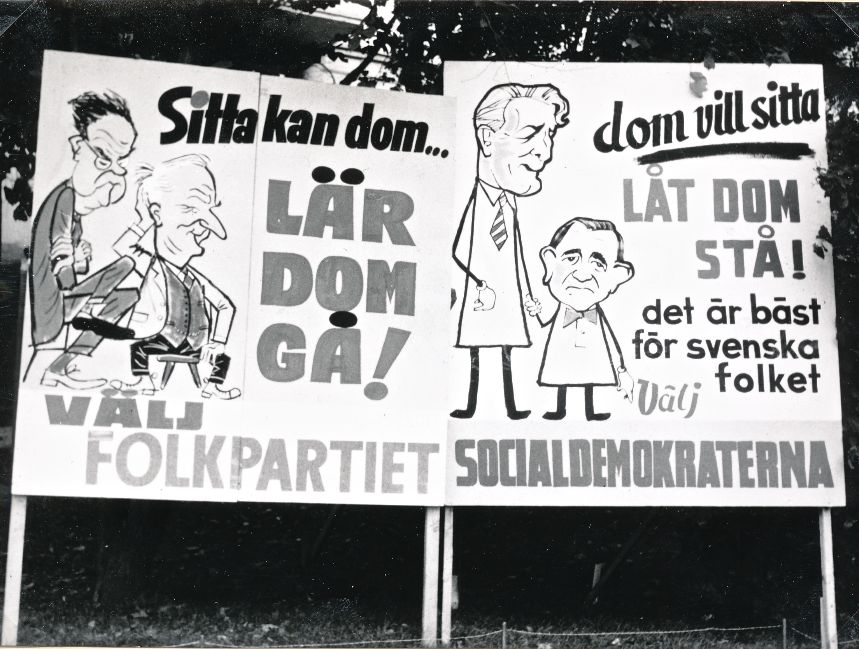 Sitta kan dom...
LÄR
DOM
GÅ!
VÄLJ
FOLKPARTIET
dom vill sitta
LÅT DOM
STÅ!
det är bäst
för svenska
folket
Välj
SOCIALDEMOKRATERNA